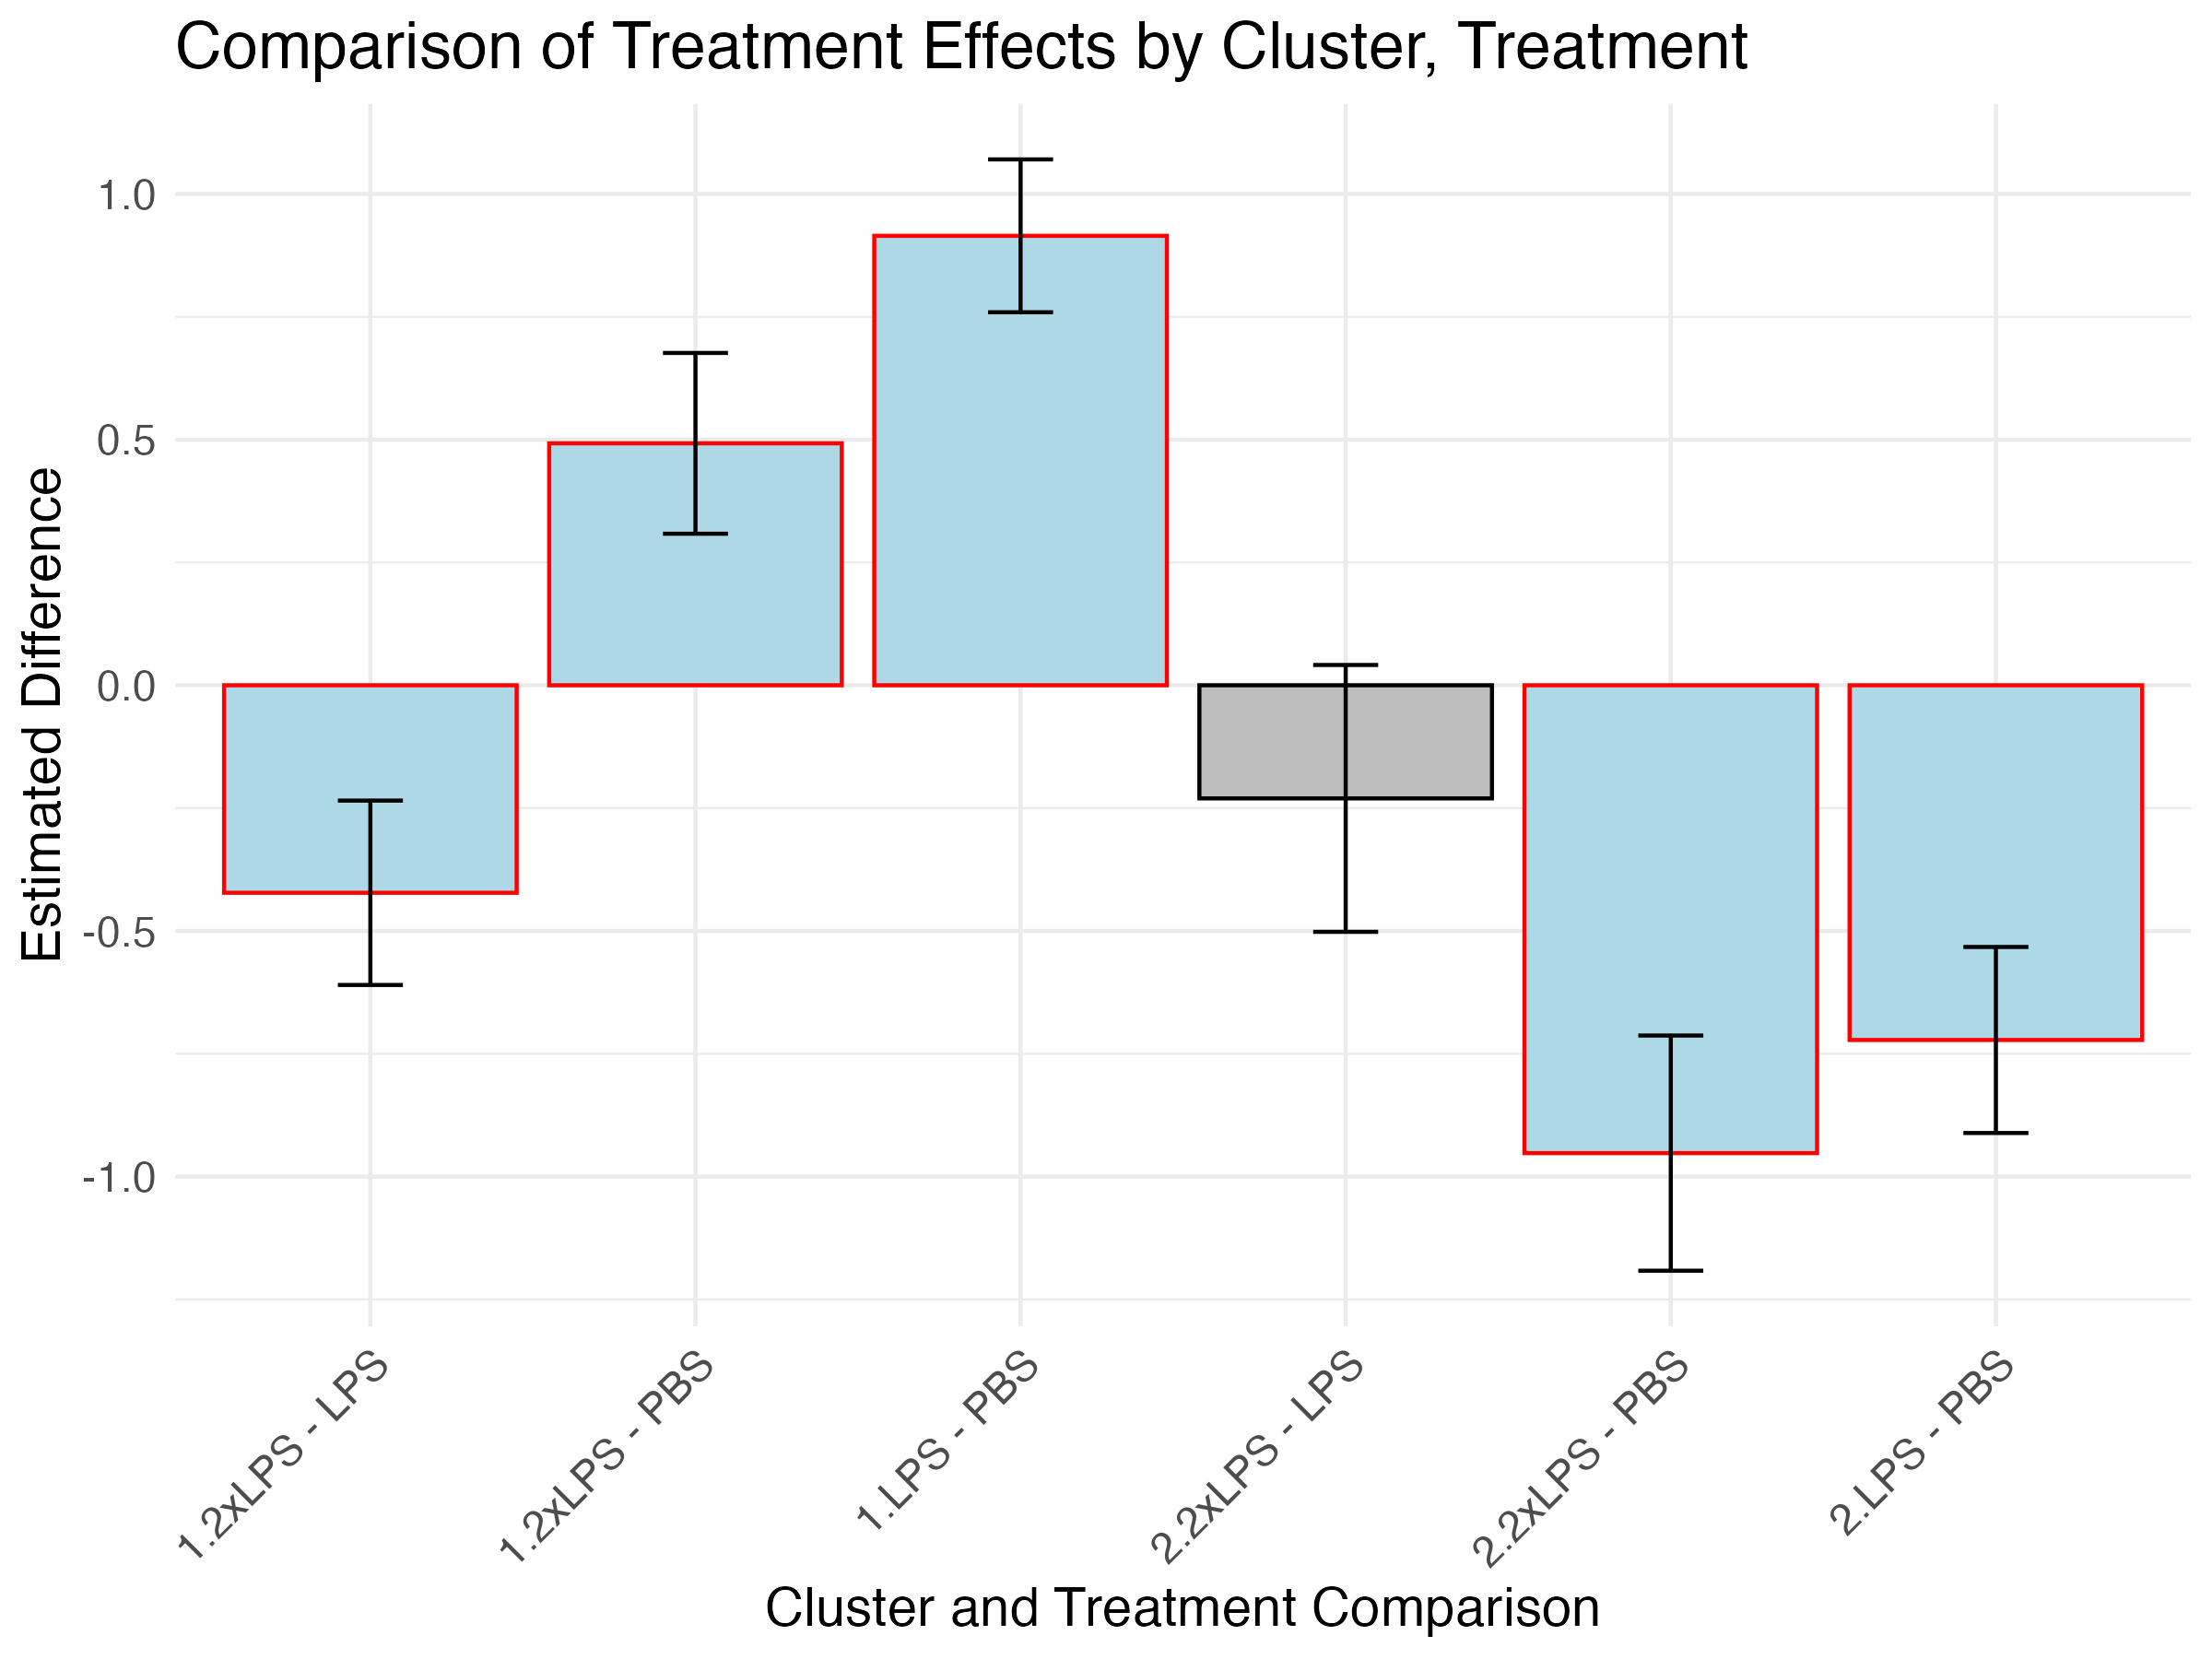 Comparison of Treatment Effects by Cluster, Treatment
Estimated Difference
1.0
0.5
0.0
-0.5
-1.0
1.2xLPS - LPS
1.2xLPS - PBS
1.LPS - PBS
2.2xLPS - LPS
2.2xLPS - PBS
2.LPS - PBS
Cluster and Treatment Comparison